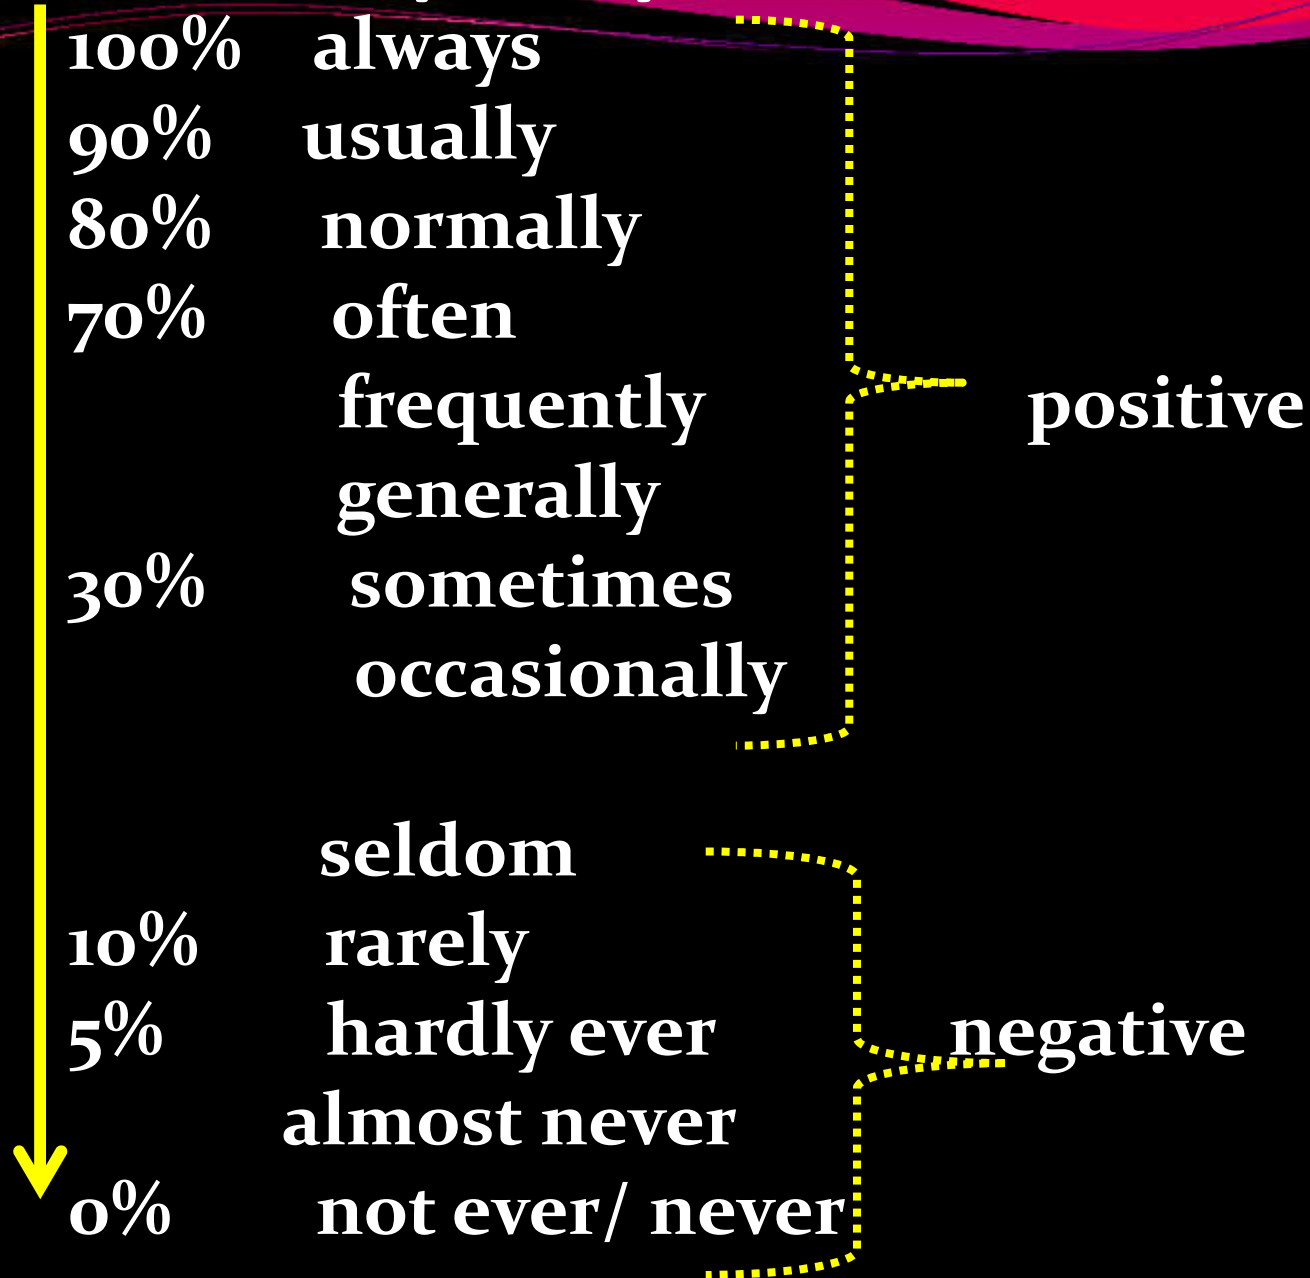 100% always
90% usually
80% normally
70% often
frequently
positive
generally
30% sometimes
occasionally
seldom
10% rarely
5% hardly ever
negative
almost never
0% not ever/ never